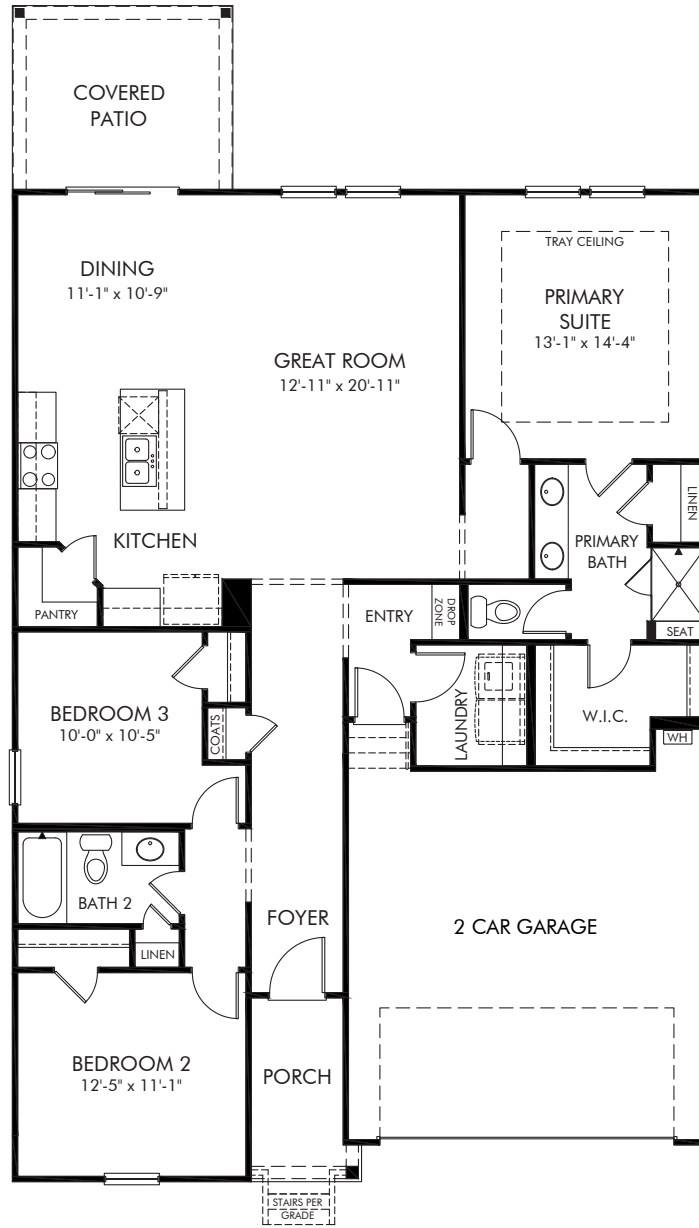 COVERED
PATIO
DINING
11'-1" x 10'-9"
TRAY CEILING
PRIMARY
SUITE
13'-1" x 14'-4"
GREAT ROOM
12'-11" x 20'-11"
KITCHEN
LINEN
PRIMARY
BATH
PANTRY
ENTRY
DROP
ZONE
SEAT
BEDROOM 3
10'-0" x 10'-5"
COATS
LAUNDRY
W.I.C.
WH
BATH 2
LINEN
FOYER
2 CAR GARAGE
BEDROOM 2
12'-5" x 11'-1"
PORCH
STAIRS PER
GRADE